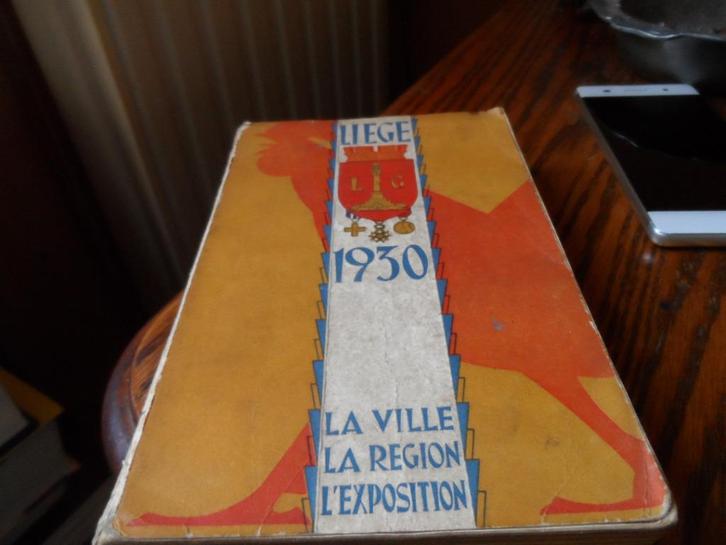 LIEGE
L G
1930
LA VILLE
LA REGION
L'EXPOSITION